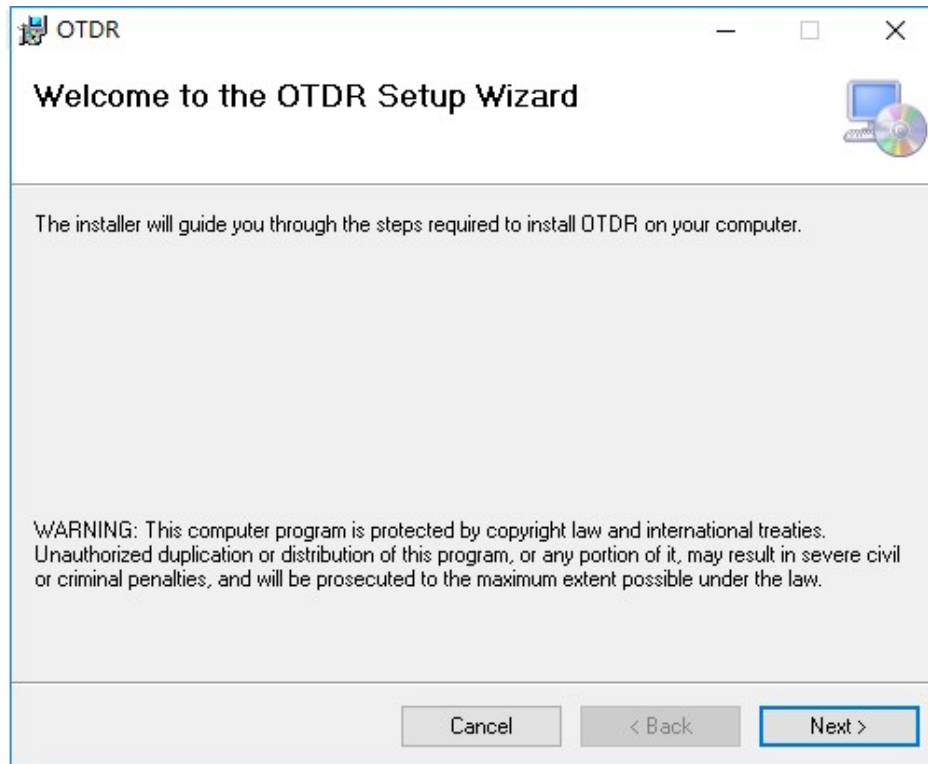 OTDR
Welcome to the OTDR Setup Wizard
The installer will guide you through the steps required to install OTDR on your computer.
WARNING: This computer program is protected by copyright law and international treaties.
Unauthorized duplication or distribution of this program, or any portion of it, may result in severe civil
or criminal penalties, and will be prosecuted to the maximum extent possible under the law.
Cancel
< Back
Next >